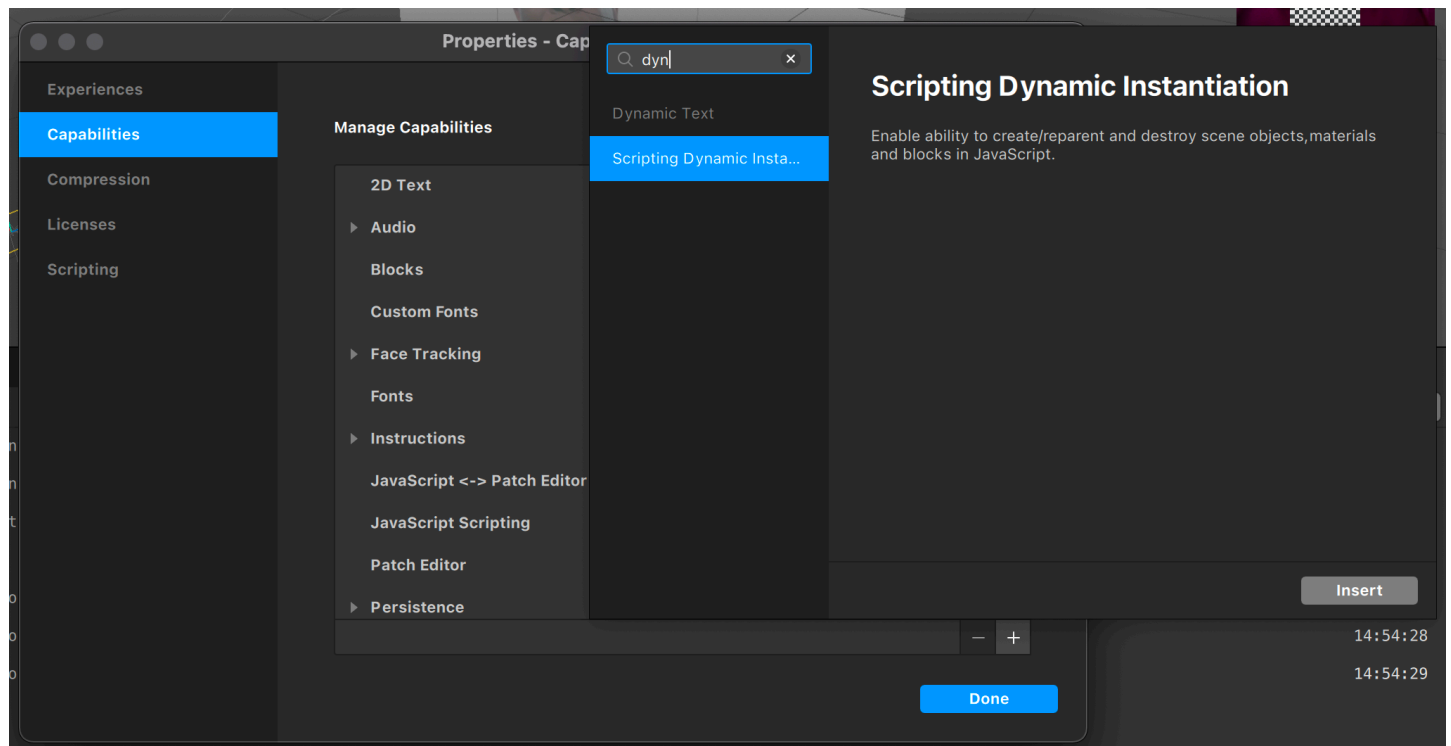 Properties - Cap
Experiences
Capabilities
Compression
Licenses
Scripting
Manage Capabilities
2D Text
Audio
Blocks
Custom Fonts
Face Tracking
Fonts
Instructions
JavaScript <-> Patch Editor
JavaScript Scripting
Patch Editor
Persistence
Done
dyn
Dynamic Text
Scripting Dynamic Insta...
Scripting Dynamic Instantiation
Enable ability to create/reparent and destroy scene objects,materials
and blocks in JavaScript.
Insert
14:54:28
14:54:29